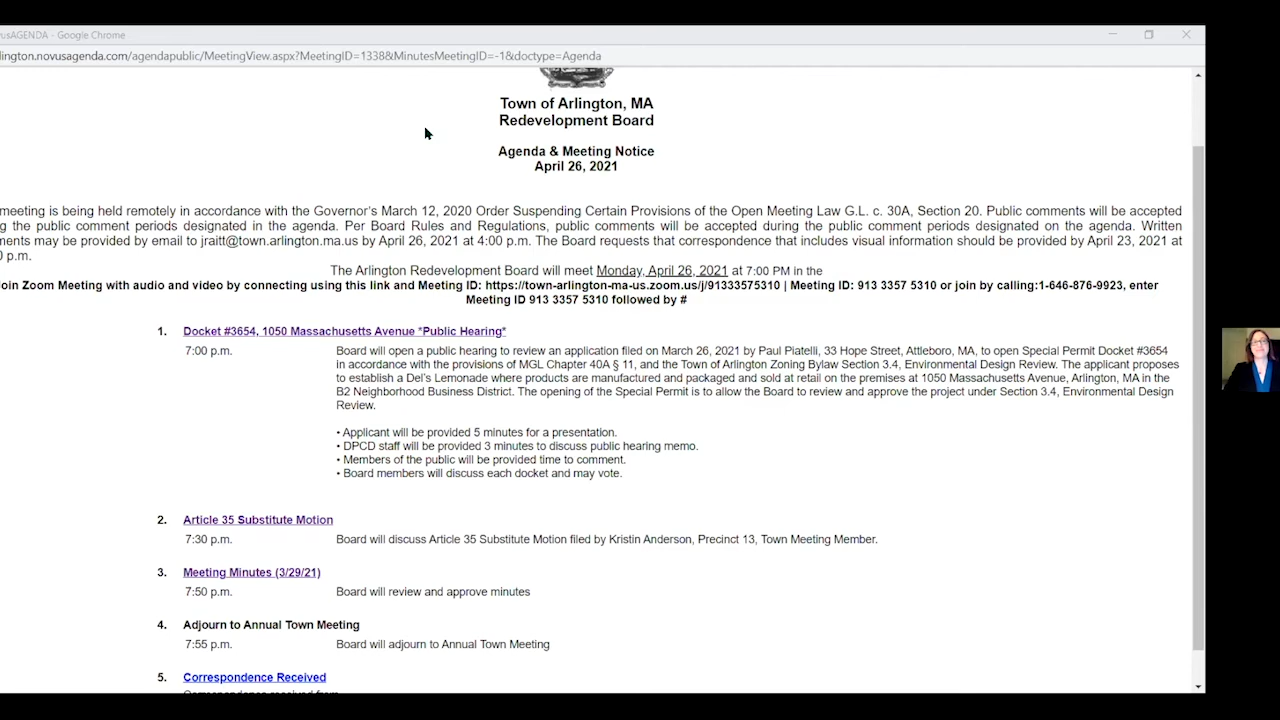 vusAGENDA - Google Chrome
lington.novusagenda.com/agendapublic/MeetingView.aspx?MeetingID=1338&MinutesMeetingID=-1&doctype=Agenda
Town of Arlington, MA
Redevelopment Board
Agenda & Meeting Notice
April 26, 2021
meeting is being held remotely in accordance with the Governor's March 12, 2020 Order Suspending Certain Provisions of the Open Meeting Law G.L. c. 30A, Section 20. Public comments will be accepted
g the public comment periods designated in the agenda. Per Board Rules and Regulations, public comments will be accepted during the public comment periods designated on the agenda. Written
ments may be provided by email to jraitt@town.arlington.ma.us by April 26, 2021 at 4:00 p.m. The Board requests that correspondence that includes visual information should be provided by April 23, 2021 at
0 p.m.
The Arlington Redevelopment Board will meet Monday, April 26, 2021 at 7:00 PM in the
oin Zoom Meeting with audio and video by connecting using this link and Meeting ID: https://town-arlington-ma-us.zoom.us/j/91333575310 | Meeting ID: 913 3357 5310 or join by calling:1-646-876-9923, enter
Meeting ID 913 3357 5310 followed by #
1. Docket #3654, 1050 Massachusetts Avenue *Public Hearing*
7:00 p.m. Board will open a public hearing to review an application filed on March 26, 2021 by Paul Piatelli, 33 Hope Street, Attleboro, MA, to open Special Permit Docket #3654
in accordance with the provisions of MGL Chapter 40A § 11, and the Town of Arlington Zoning Bylaw Section 3.4, Environmental Design Review. The applicant proposes
to establish a Del's Lemonade where products are manufactured and packaged and sold at retail on the premises at 1050 Massachusetts Avenue, Arlington, MA in the
B2 Neighborhood Business District. The opening of the Special Permit is to allow the Board to review and approve the project under Section 3.4, Environmental Design
Review.
• Applicant will be provided 5 minutes for a presentation.
• DPCD staff will be provided 3 minutes to discuss public hearing memo.
• Members of the public will be provided time to comment.
• Board members will discuss each docket and may vote.
2. Article 35 Substitute Motion
7:30 p.m. Board will discuss Article 35 Substitute Motion filed by Kristin Anderson, Precinct 13, Town Meeting Member.
3. Meeting Minutes (3/29/21)
7:50 p.m. Board will review and approve minutes
4. Adjourn to Annual Town Meeting
7:55 p.m. Board will adjourn to Annual Town Meeting
5. Correspondence Received
Correspondence received from